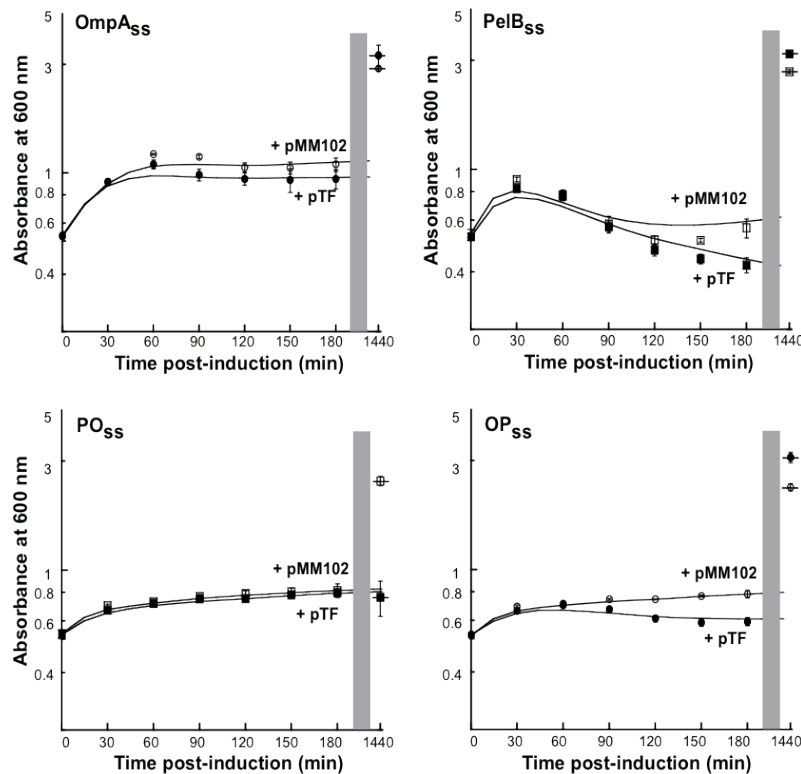 OmpAss
PelBss
5
3
1
0.8
0.6
0.4
Absorbance at 600 nm
+ pMM102
+ pTF
0 30 60 90 120 150 180 1440
Time post-induction (min)
5
3
1
0.8
0.6
0.4
Absorbance at 600 nm
+ pMM102
+ pTF
0 30 60 90 120 150 180 1440
Time post-induction (min)
POss
OPss
5
3
1
0.8
0.6
0.4
Absorbance at 600 nm
+ pMM102
+ pTF
0 30 60 90 120 150 180 1440
Time post-induction (min)
5
3
1
0.8
0.6
0.4
Absorbance at 600 nm
+ pMM102
+ pTF
0 30 60 90 120 150 180 1440
Time post-induction (min)